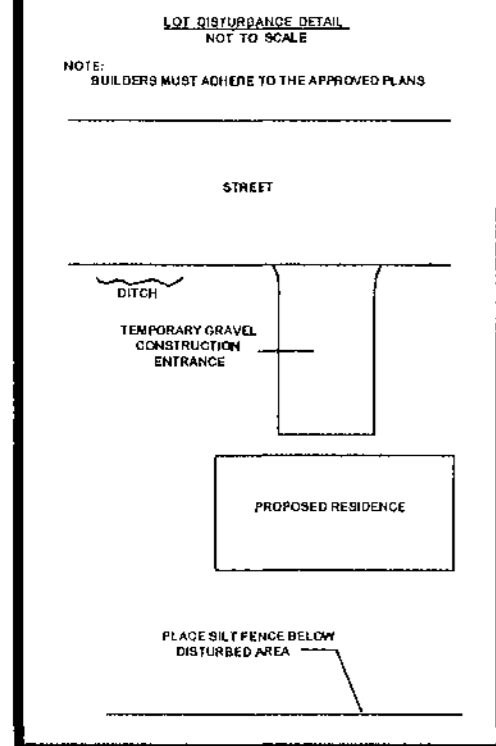 LOT DISTURBANCE DETAIL
NOT TO SCALE
NOTE:
BUILDERS MUST ADHERE TO THE APPROVED PLANS
STREET
DITCH
TEMPORARY GRAVEL
CONSTRUCTION
ENTRANCE
PROPOSED RESIDENCE
PLACE SILT FENCE BELOW
DISTURBED AREA